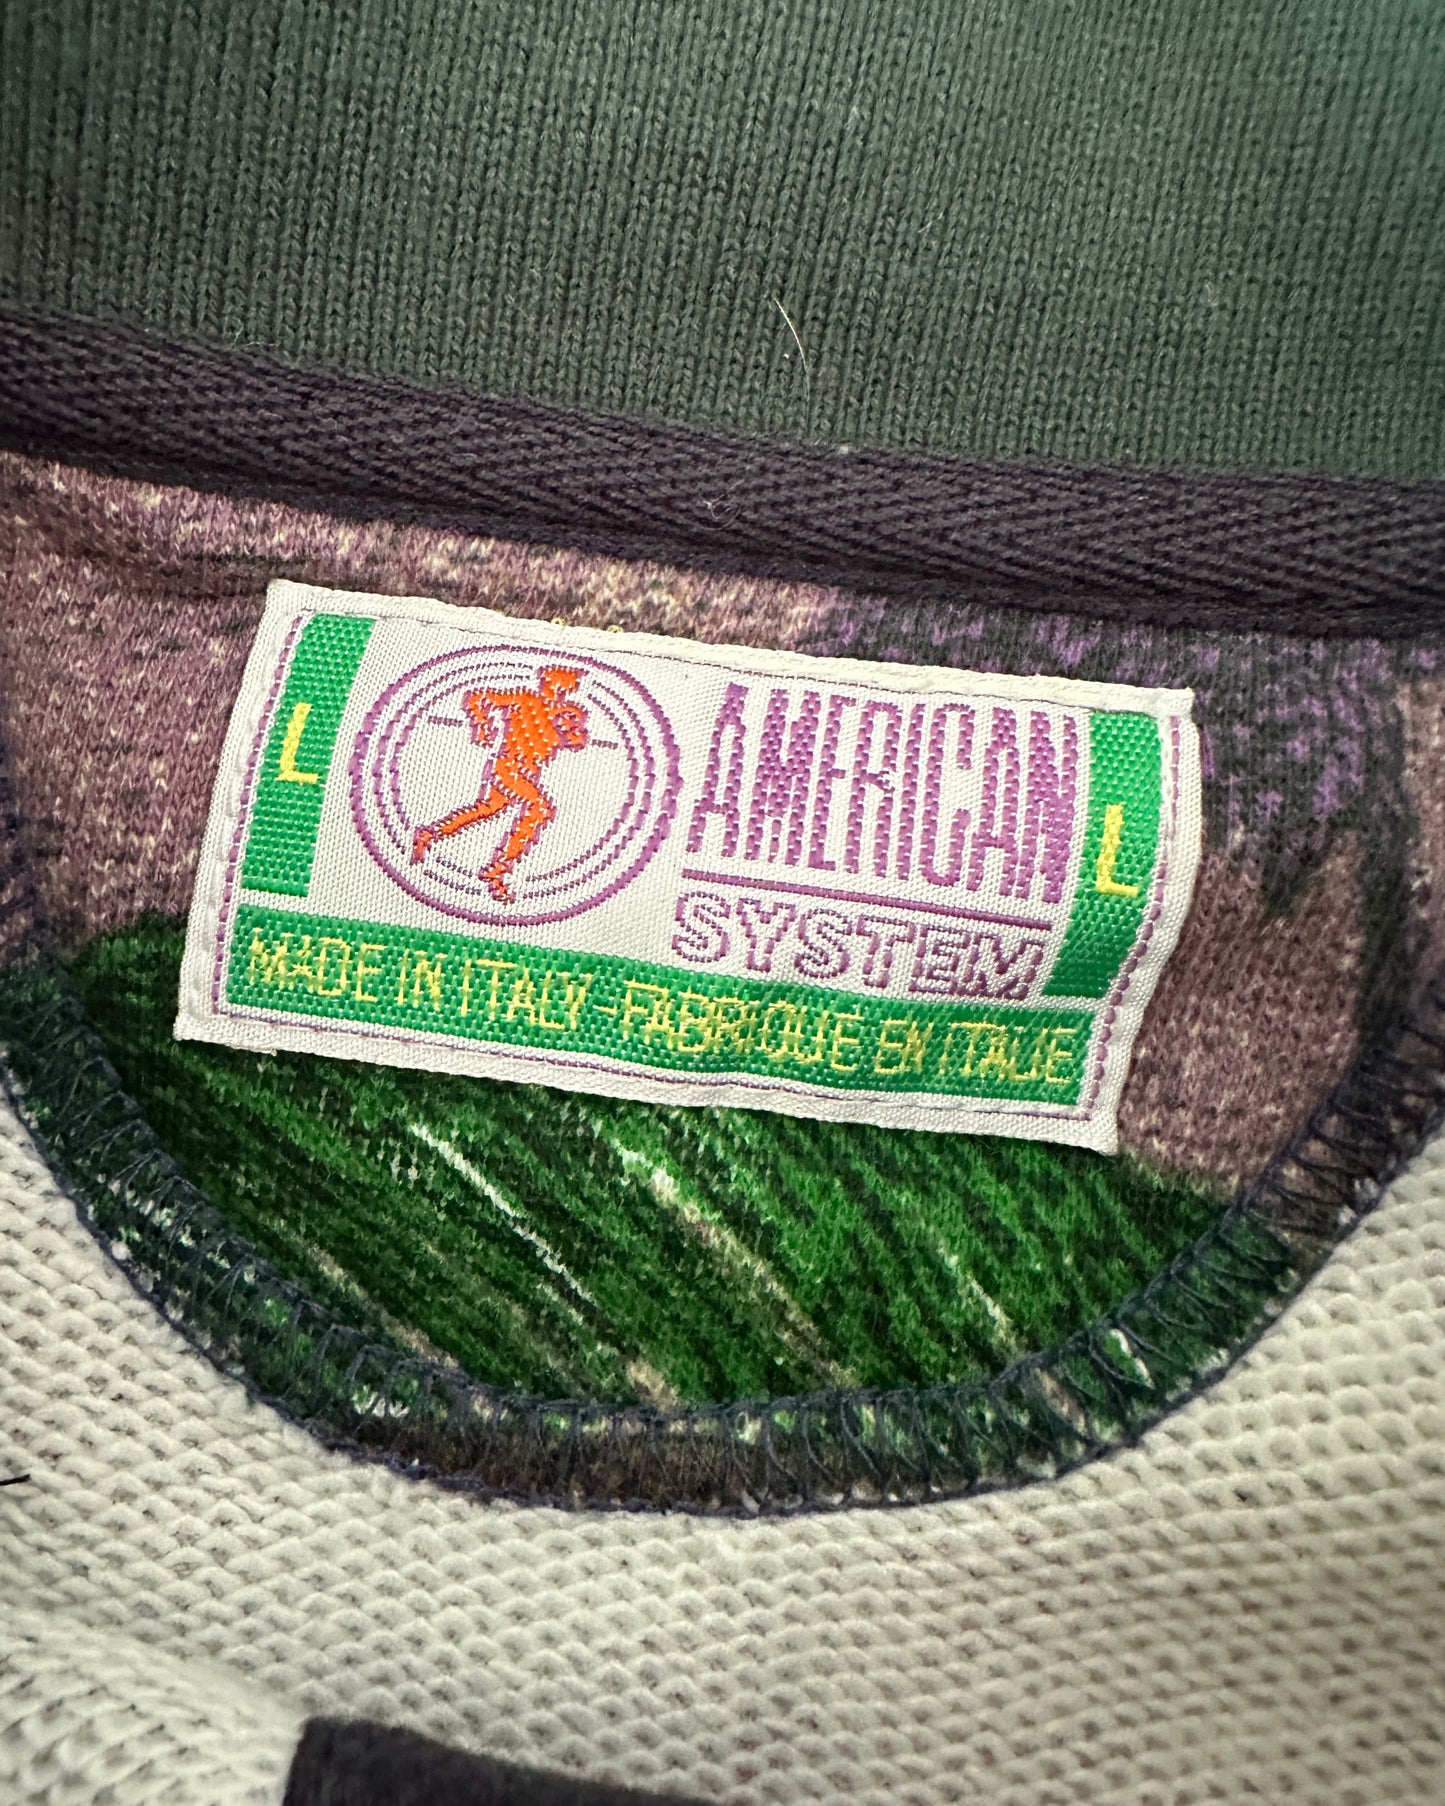 L
AMERICAN
SYSTEM
L
MADE IN ITALY - FABRIQUE EN ITALIE